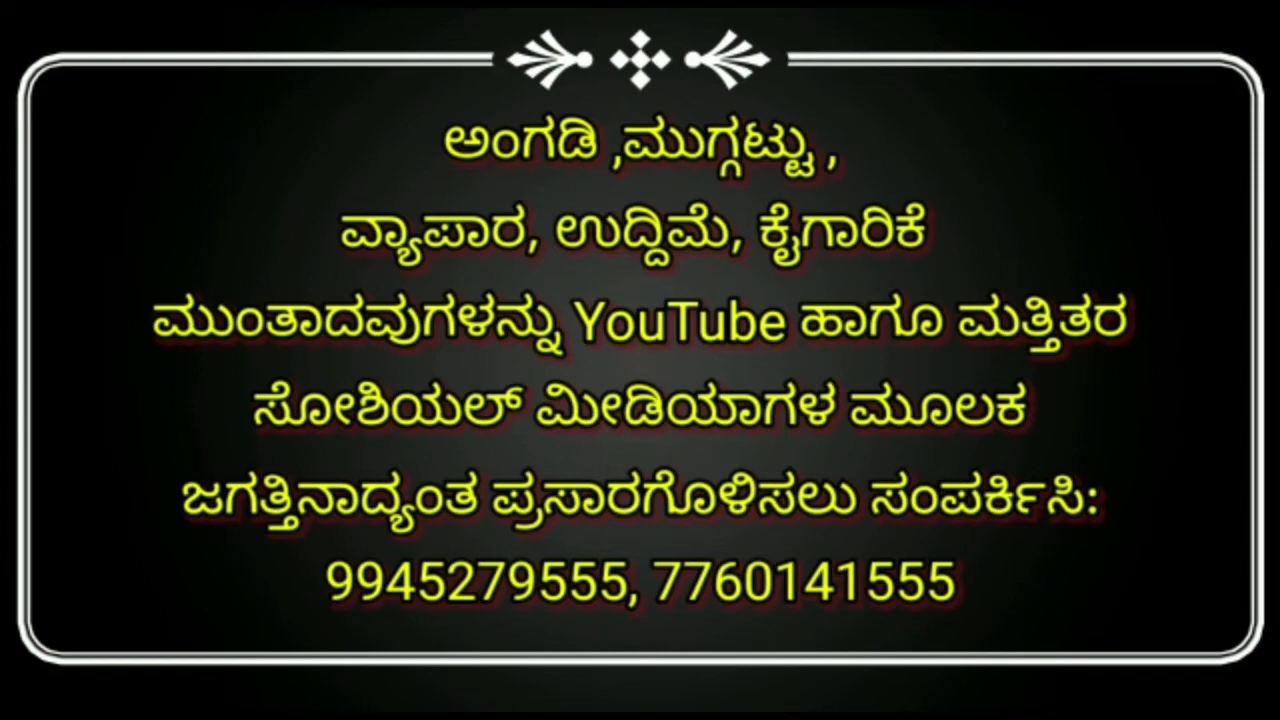 ಅಂಗಡಿ ,ಮುಗ್ಗಟ್ಟು ,
ವ್ಯಾಪಾರ, ಉದ್ದಿಮೆ, ಕೈಗಾರಿಕೆ
ಮುಂತಾದವುಗಳನ್ನು YouTube ಹಾಗೂ ಮತ್ತಿತರ
ಸೋಶಿಯಲ್ ಮೀಡಿಯಾಗಳ ಮೂಲಕ
ಜಗತ್ತಿನಾದ್ಯಂತ ಪ್ರಸಾರಗೊಳಿಸಲು ಸಂಪರ್ಕಿಸಿ:
9945279555, 7760141555